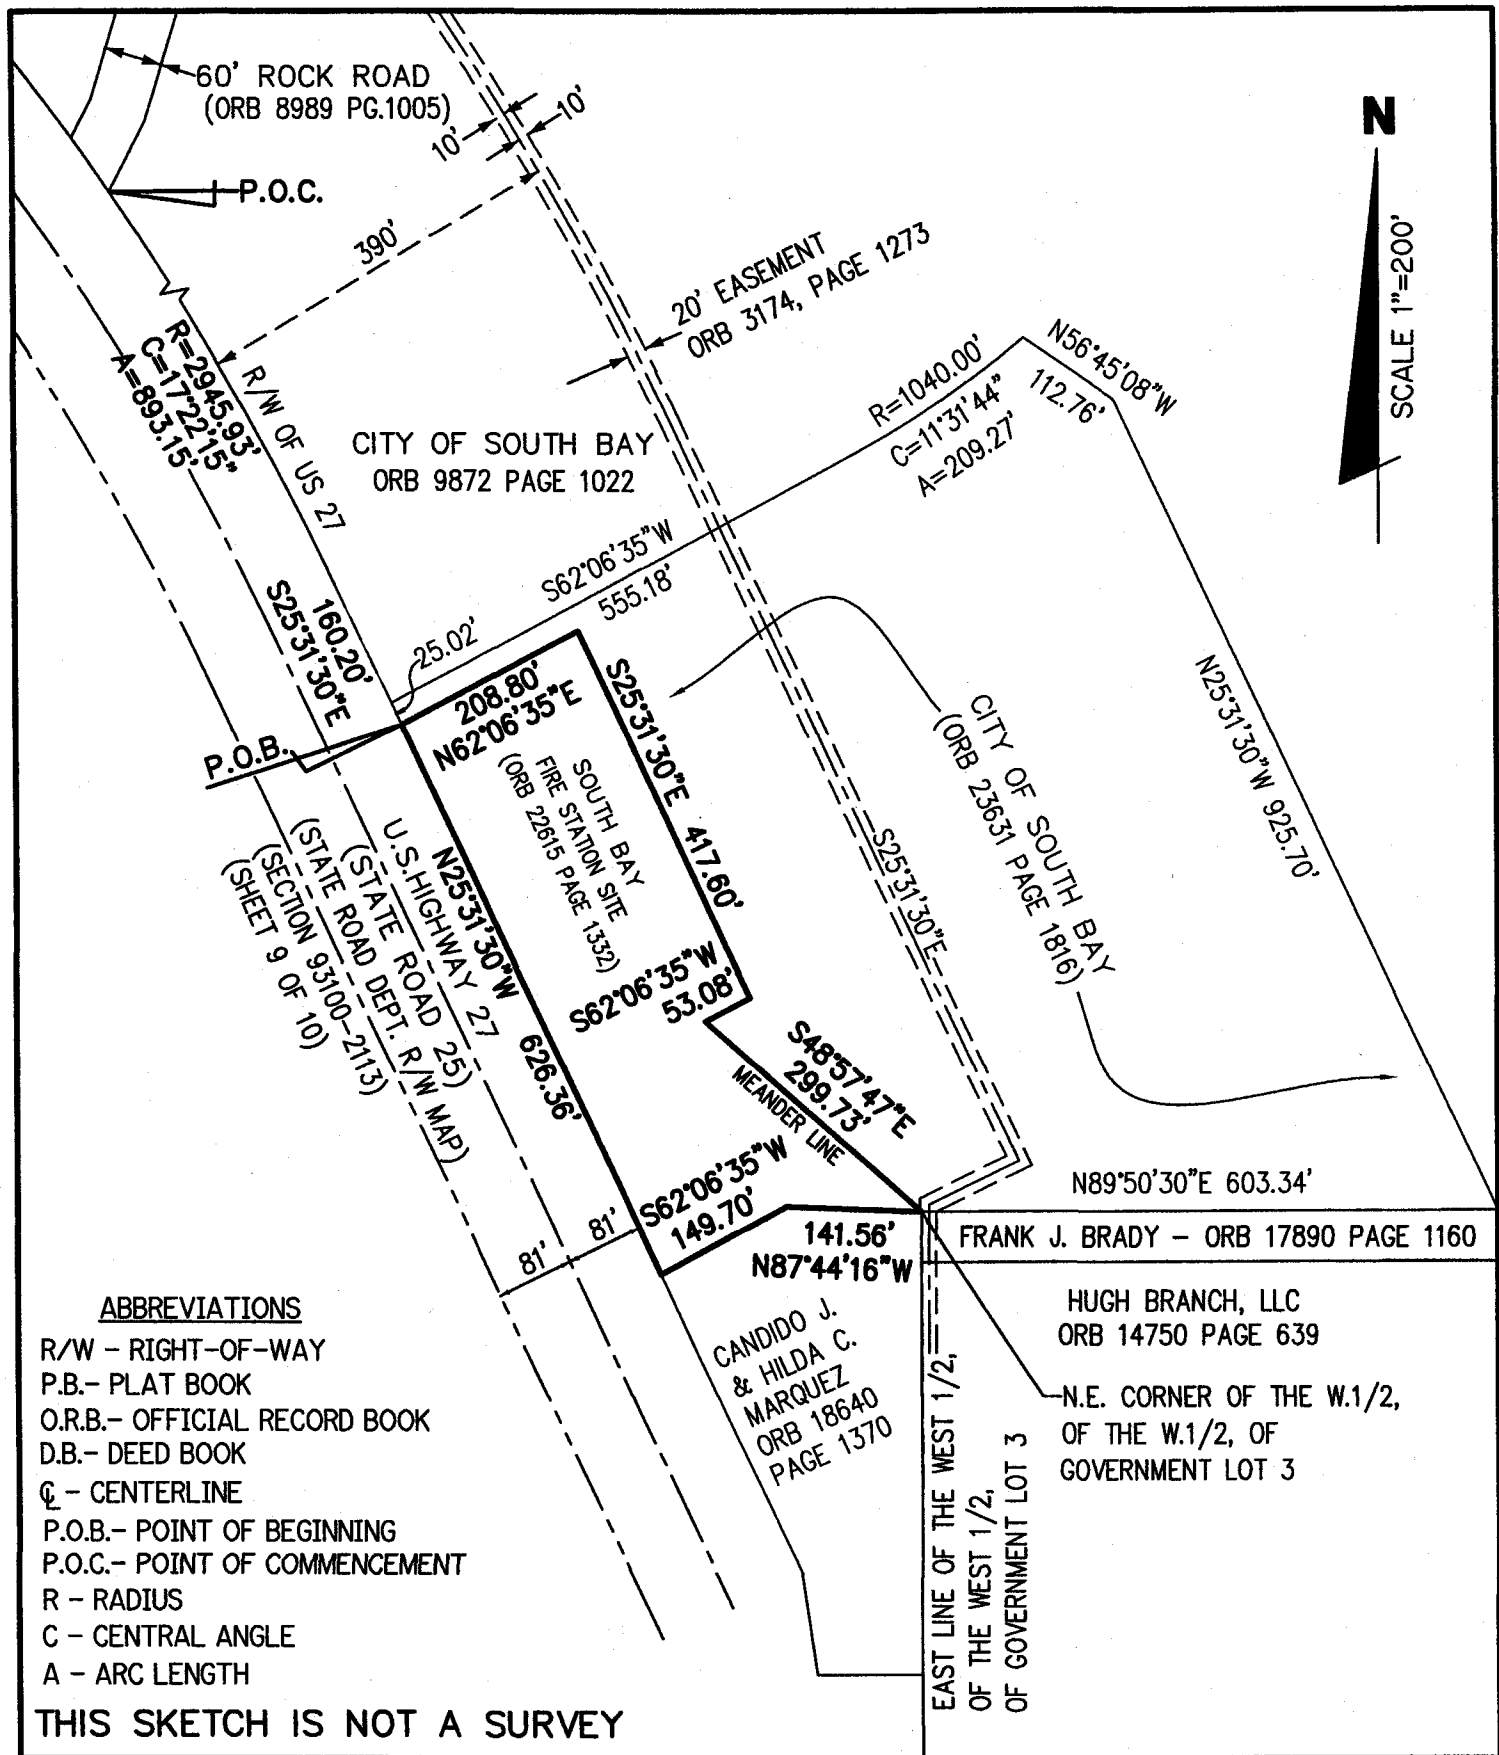 60' ROCK ROAD
(ORB 8989 PG.1005)
10'
10'
N
SCALE 1"=200'
P.O.C.
390'
20' EASEMENT
ORB 3174, PAGE 1273
R=2945.93'
C=17°22'15"
A=893.15'
R/W OF US 27
CITY OF SOUTH BAY
ORB 9872 PAGE 1022
R=1040.00'
C=11°31'44"
A=209.27'
N56°45'08"W
112.76'
S62°06'35"W
555.18'
25.02'
160.20'
S25°31'30"E
208.80'
N62°06'35"E
P.O.B.
S25°31'30"E 417.60'
SOUTH BAY
FIRE STATION SITE
(ORB 22615 PAGE 1332)
CITY OF SOUTH BAY
(ORB 23631 PAGE 1816)
N25°31'30"W 925.70'
S25°31'30"E
N25°31'30"W 626.36'
U.S.HIGHWAY 27
(STATE ROAD 25)
(STATE ROAD DEPT. R/W MAP)
(SECTION 93100-2113)
(SHEET 9 OF 10)
S62°06'35"W
53.08'
S48°57'47"E
299.73'
MEANDER LINE
S62°06'35"W
149.70'
81'
81'
141.56'
N87°44'16"W
N89°50'30"E 603.34'
FRANK J. BRADY - ORB 17890 PAGE 1160
HUGH BRANCH, LLC
ORB 14750 PAGE 639
N.E. CORNER OF THE W.1/2,
OF THE W.1/2, OF
GOVERNMENT LOT 3
CANDIDO J.
& HILDA C.
MARQUEZ
ORB 18640
PAGE 1370
EAST LINE OF THE WEST 1/2,
OF THE WEST 1/2,
OF GOVERNMENT LOT 3
ABBREVIATIONS
R/W - RIGHT-OF-WAY
P.B.- PLAT BOOK
O.R.B.- OFFICIAL RECORD BOOK
D.B.- DEED BOOK
℄ - CENTERLINE
P.O.B.- POINT OF BEGINNING
P.O.C.- POINT OF COMMENCEMENT
R - RADIUS
C - CENTRAL ANGLE
A - ARC LENGTH
THIS SKETCH IS NOT A SURVEY